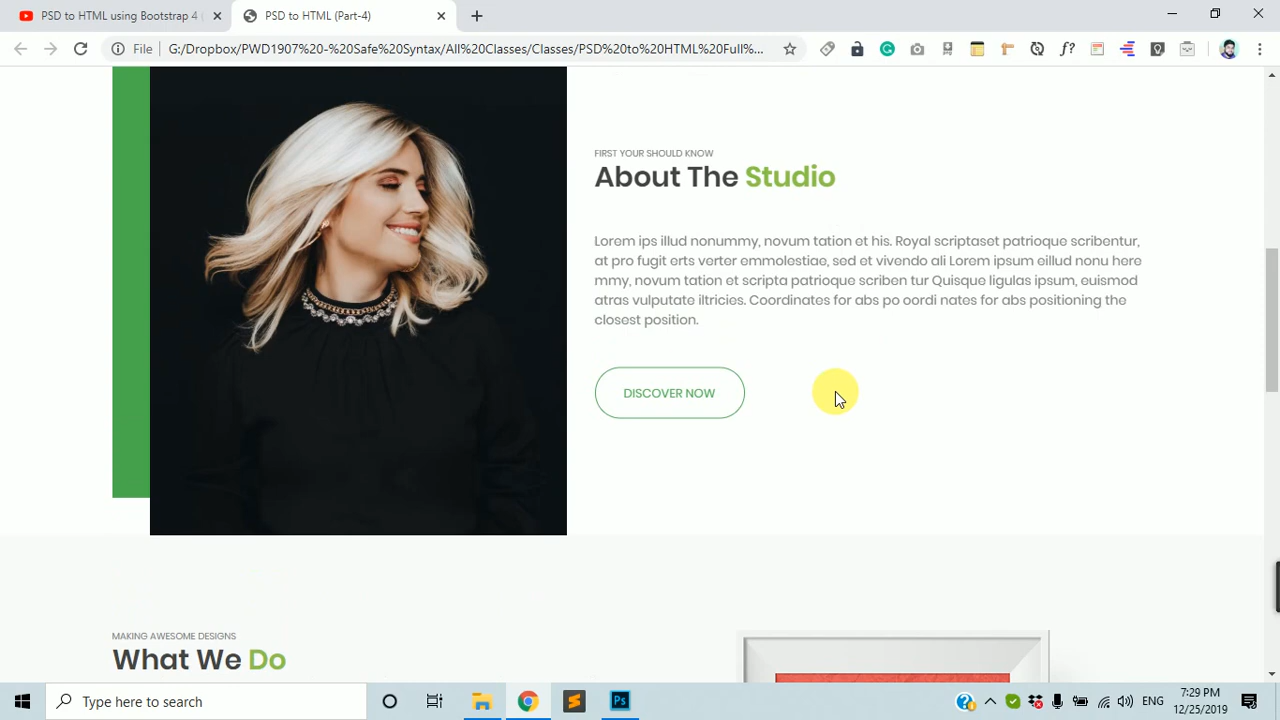 PSD to HTML using Bootstrap 4 (
PSD to HTML (Part-4)
File
G:/Dropbox/PWD1907%20-%20Safe%20Syntax/All%20Classes/Classes/PSD%20to%20HTML%20Full%...
FIRST YOUR SHOULD KNOW
About The Studio
Lorem ips illud nonummy, novum tation et his. Royal scriptaset patrioque scribentur,
at pro fugit erts verter emmolestiae, sed et vivendo ali Lorem ipsum eillud nonu here
mmy, novum tation et scripta patrioque scriben tur Quisque ligulas ipsum, euismod
atras vulputate iltricies. Coordinates for abs po oordi nates for abs positioning the
closest position.
DISCOVER NOW
MAKING AWESOME DESIGNS
What We Do
Type here to search
ENG
7:29 PM
12/25/2019